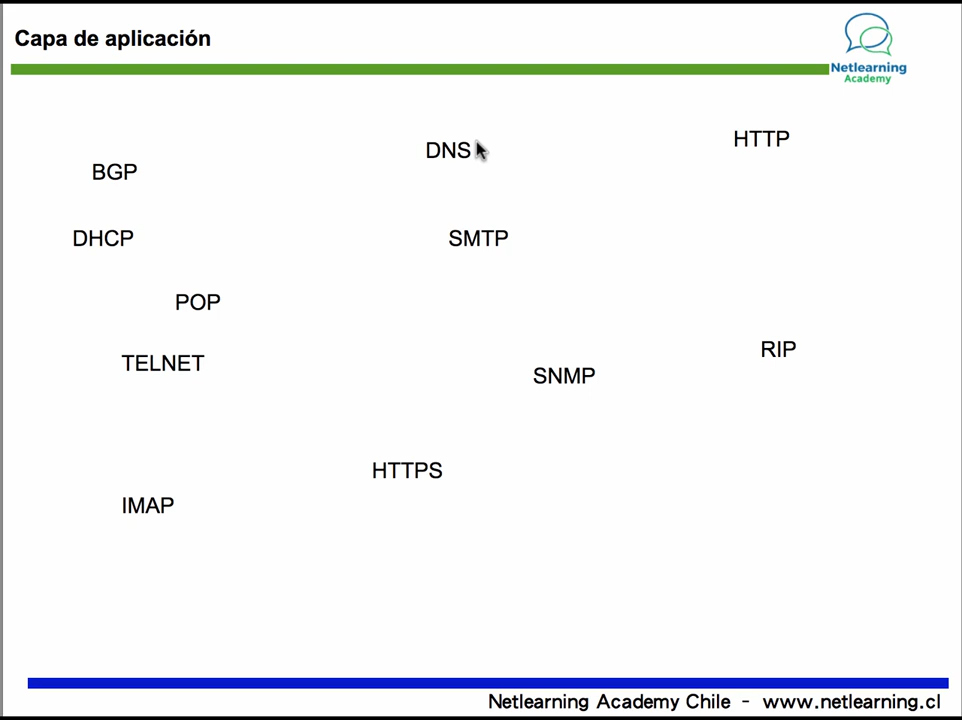 Capa de aplicación
Netlearning
Academy
HTTP
DNS
BGP
DHCP
SMTP
POP
RIP
TELNET
SNMP
HTTPS
IMAP
Netlearning Academy Chile - www.netlearning.cl